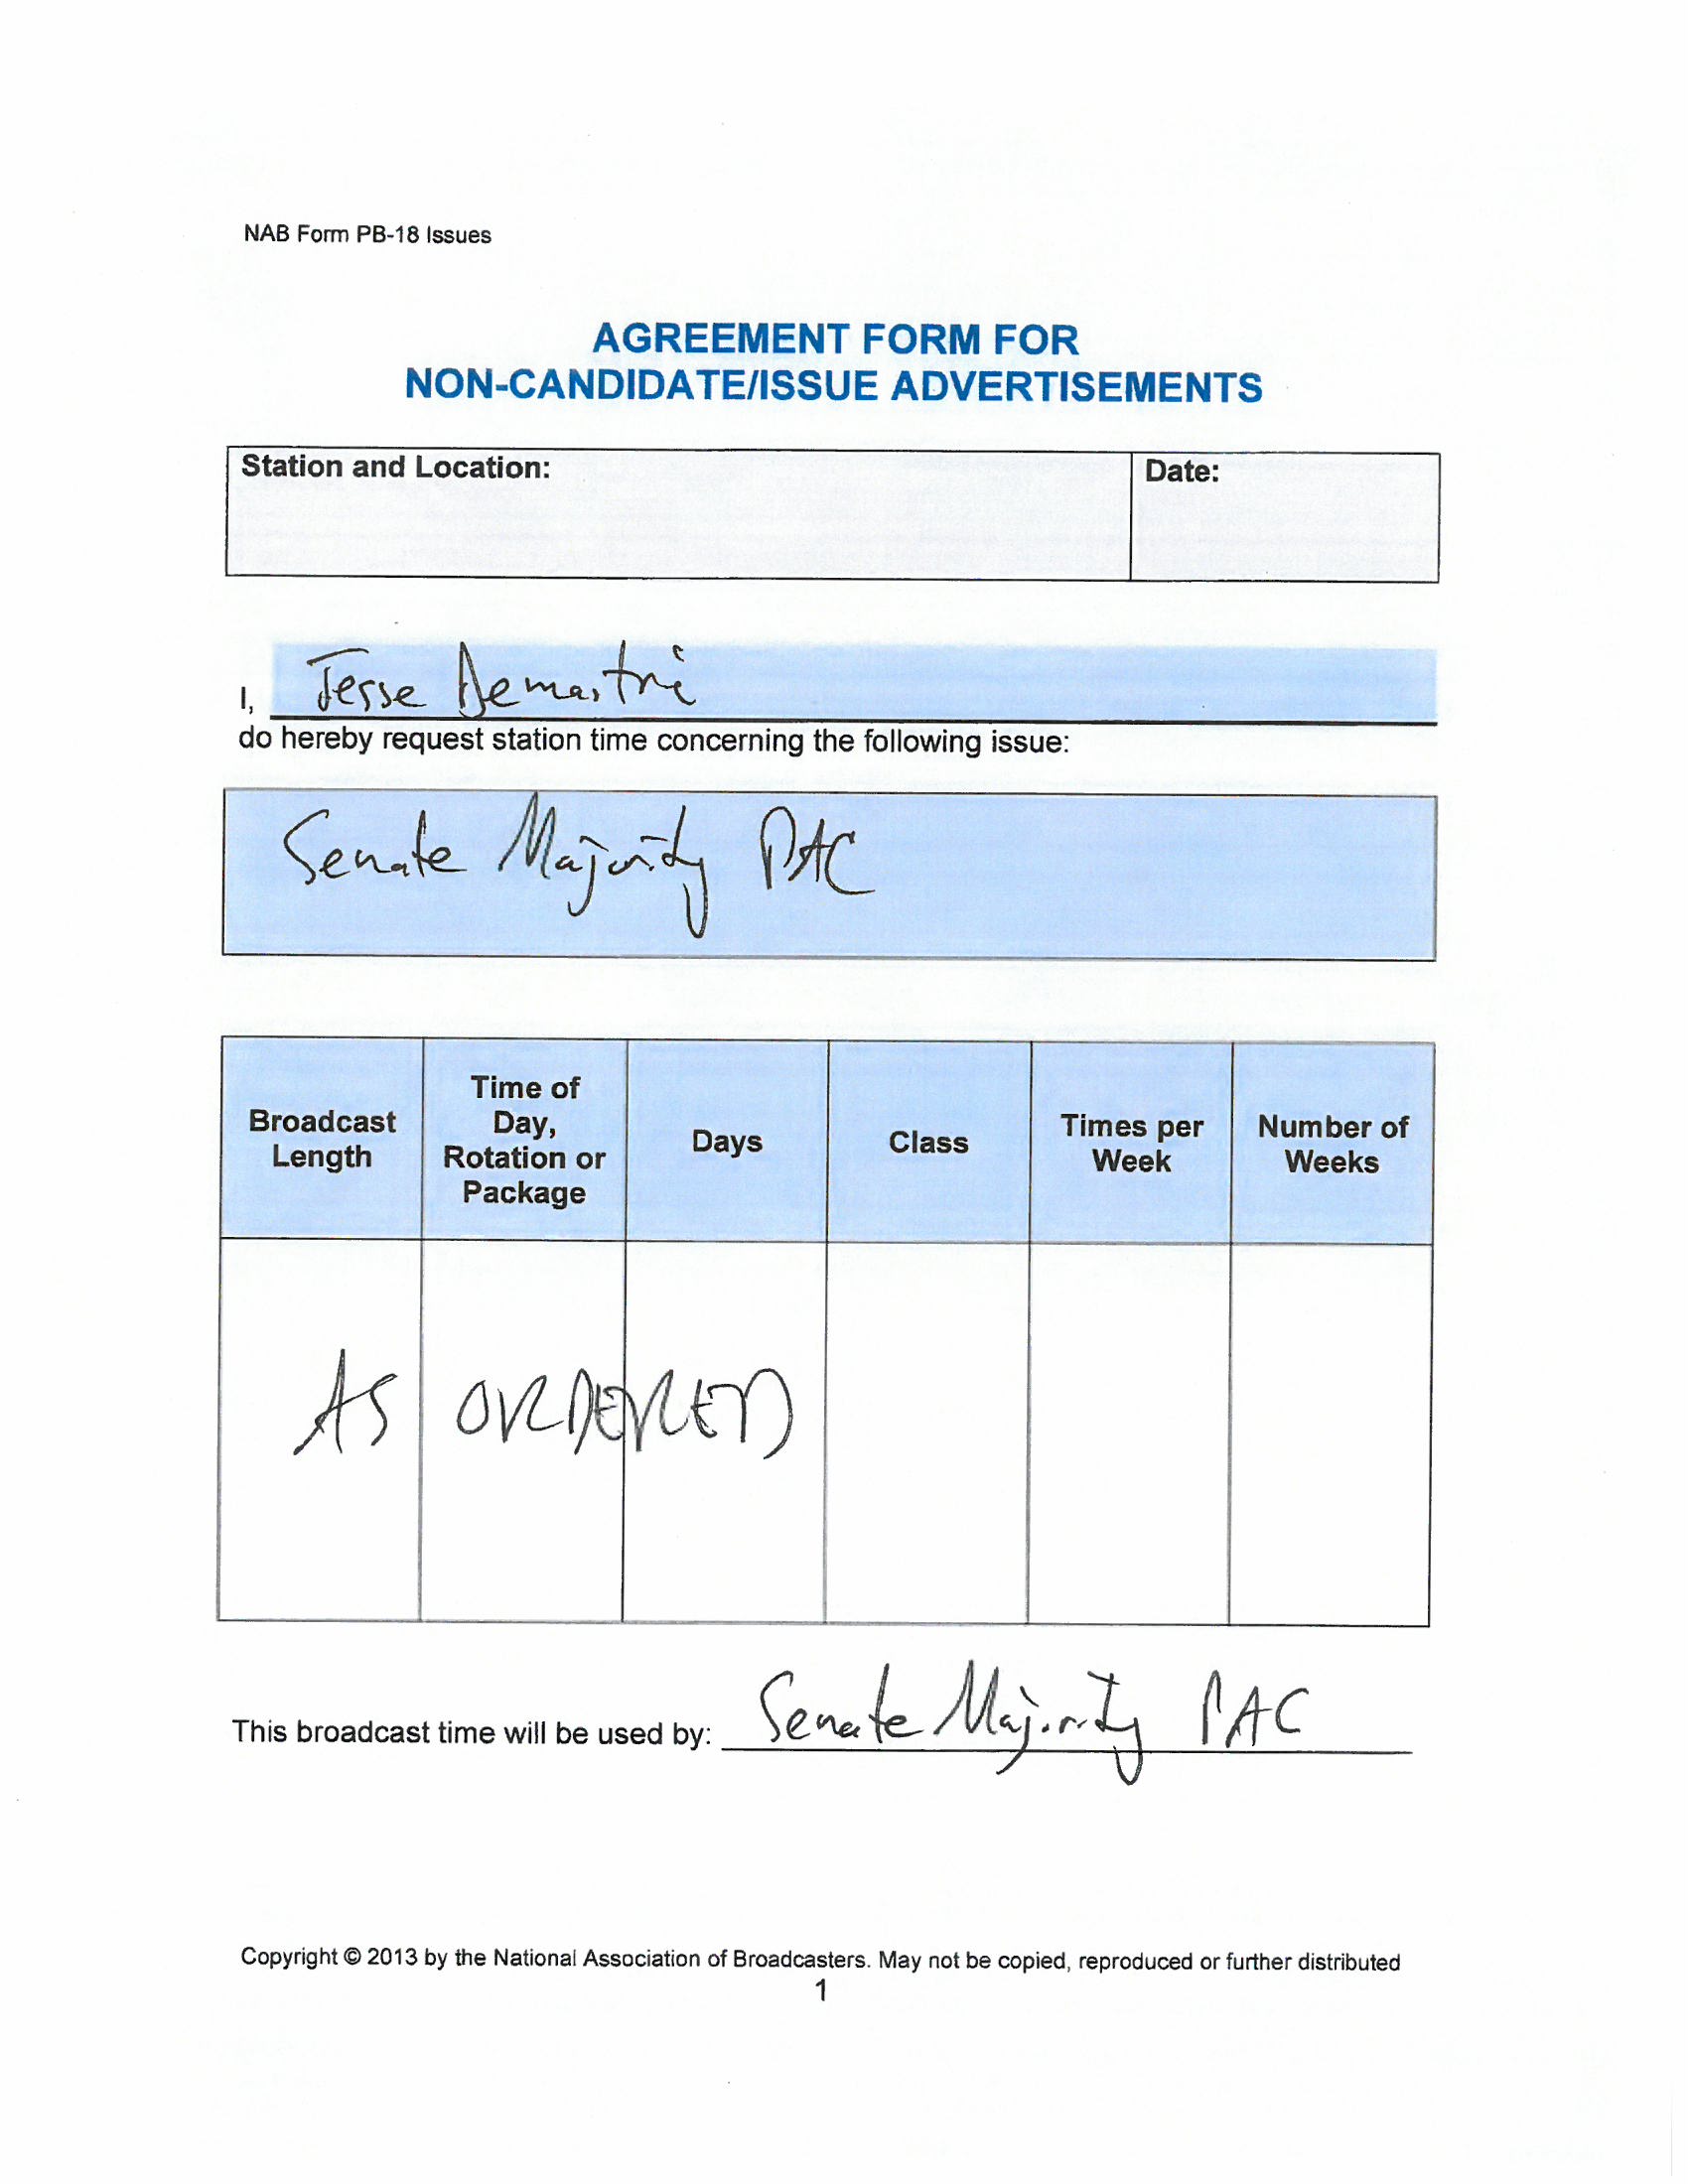 NAB Form PB-18 Issues
AGREEMENT FORM FOR
NON-CANDIDATE/ISSUE ADVERTISEMENTS
Station and Location:
Date:
I, Jesse Demastri
do hereby request station time concerning the following issue:
Senate Majority PAC
Broadcast
Length
Time of
Day,
Rotation or
Package
Days
Class
Times per
Week
Number of
Weeks
AS ORDERED
This broadcast time will be used by: Senate Majority PAC
Copyright © 2013 by the National Association of Broadcasters. May not be copied, reproduced or further distributed
1